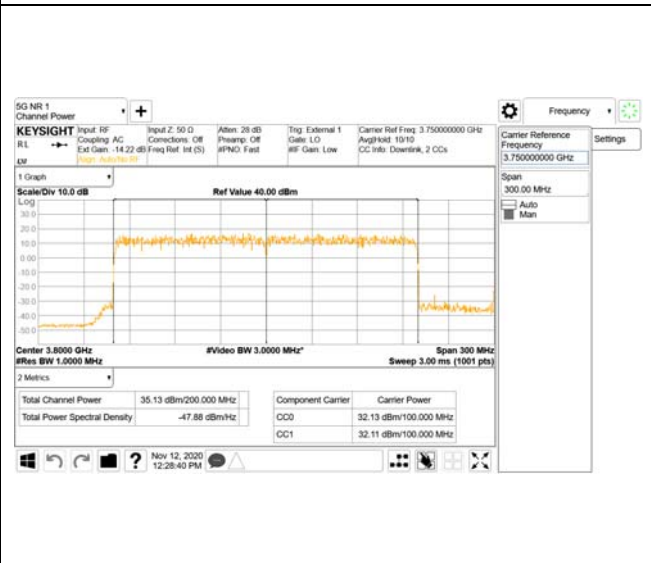 5G NR 1
Channel Power
Frequency
KEYSIGHT
RL
Input: RF
Coupling: AC
Ext Gain: -14.22 dB
Align: Auto/No RF
Input Z: 50 Ω
Corrections: Off
Freq Ref: Int (S)
Atten: 28 dB
Preamp: Off
#PNO: Fast
Trig: External 1
Gate: LO
#IF Gain: Low
Carrier Ref Freq: 3.750000000 GHz
Avg|Hold: 10/10
CC Info: Downlink, 2 CCs
Carrier Reference
Frequency
3.750000000 GHz
Settings
Span
300.00 MHz
Auto
Man
1 Graph
Scale/Div 10.0 dB
Ref Value 40.00 dBm
Log
30.0
20.0
10.0
0.00
-10.0
-20.0
-30.0
-40.0
-50.0
Center 3.8000 GHz
#Video BW 3.0000 MHz*
Span 300 MHz
#Res BW 1.0000 MHz
Sweep 3.00 ms (1001 pts)
2 Metrics
Total Channel Power
35.13 dBm/200.000 MHz
Total Power Spectral Density
-47.88 dBm/Hz
Component Carrier
Carrier Power
CC0
32.13 dBm/100.000 MHz
CC1
32.11 dBm/100.000 MHz
?
Nov 12, 2020
12:28:40 PM